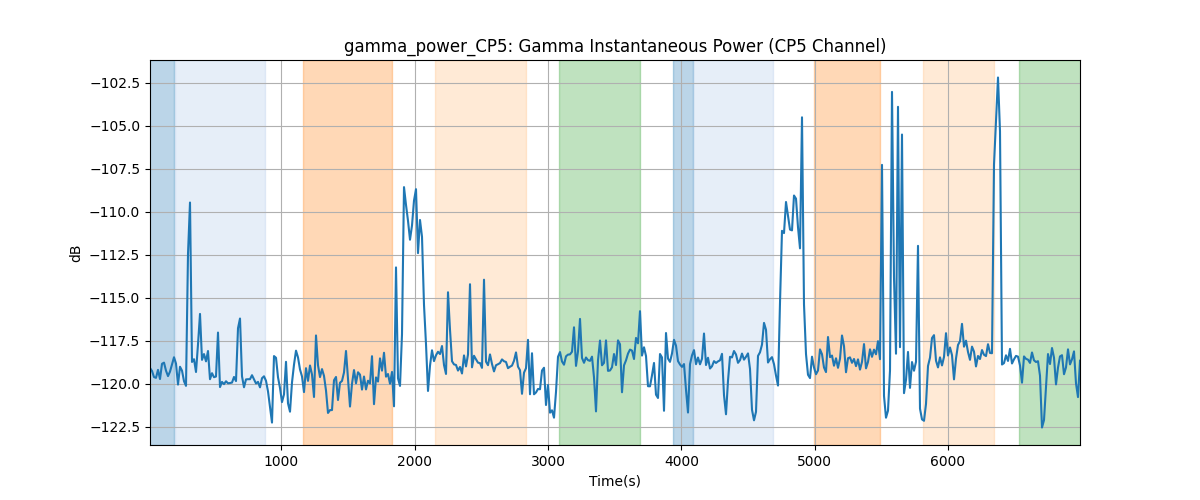 gamma_power_CP5: Gamma Instantaneous Power (CP5 Channel)
−102.5
−105.0
−107.5
−110.0
−112.5
−115.0
−117.5
−120.0
−122.5
dB
1000 2000 3000 4000 5000 6000
Time(s)